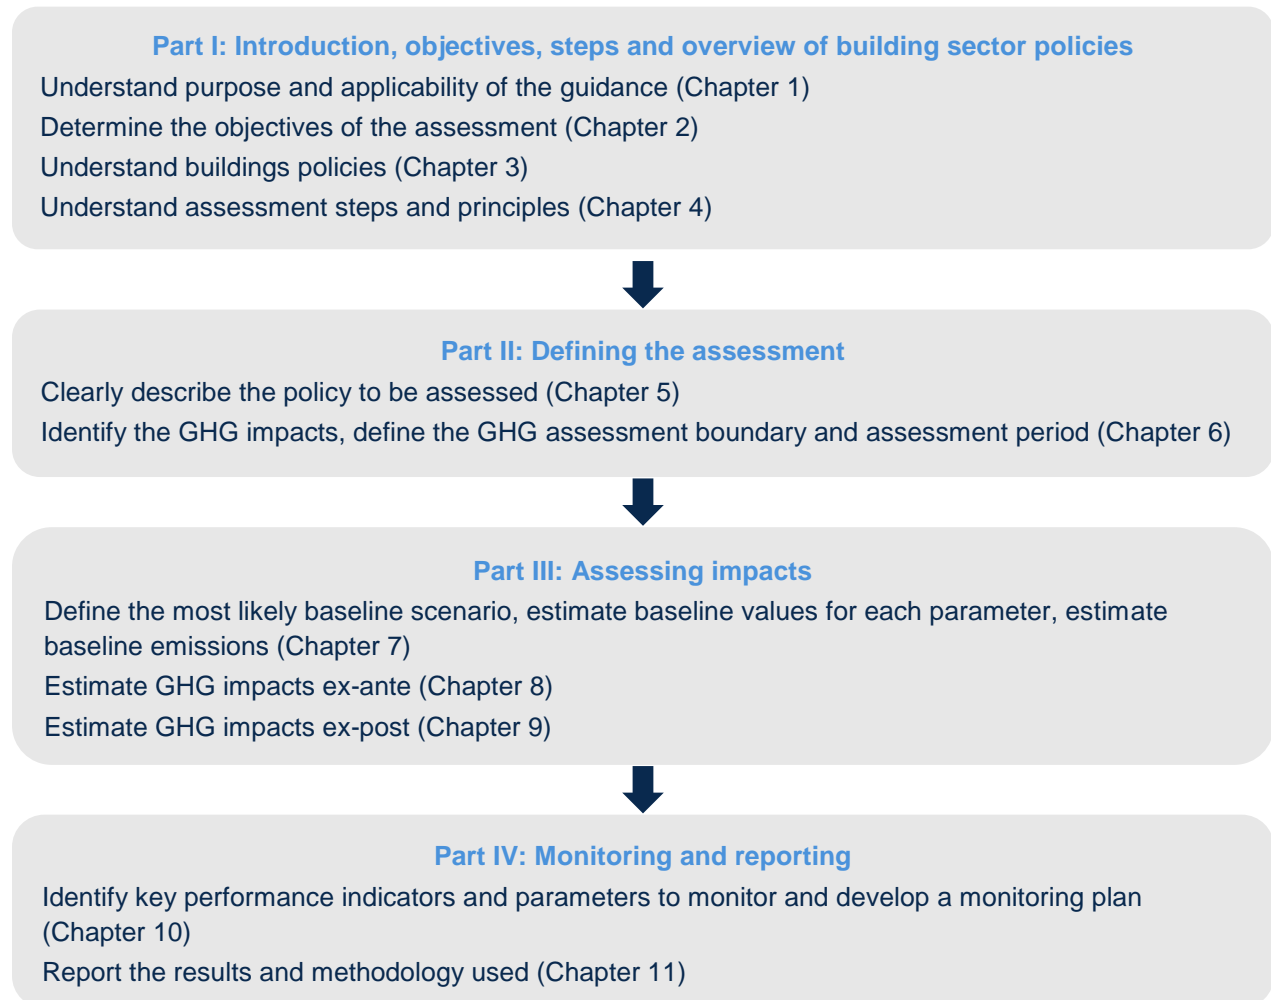 Part I: Introduction, objectives, steps and overview of building sector policies
Understand purpose and applicability of the guidance (Chapter 1)
Determine the objectives of the assessment (Chapter 2)
Understand buildings policies (Chapter 3)
Understand assessment steps and principles (Chapter 4)
Part II: Defining the assessment
Clearly describe the policy to be assessed (Chapter 5)
Identify the GHG impacts, define the GHG assessment boundary and assessment period (Chapter 6)
Part III: Assessing impacts
Define the most likely baseline scenario, estimate baseline values for each parameter, estimate
baseline emissions (Chapter 7)
Estimate GHG impacts ex-ante (Chapter 8)
Estimate GHG impacts ex-post (Chapter 9)
Part IV: Monitoring and reporting
Identify key performance indicators and parameters to monitor and develop a monitoring plan
(Chapter 10)
Report the results and methodology used (Chapter 11)